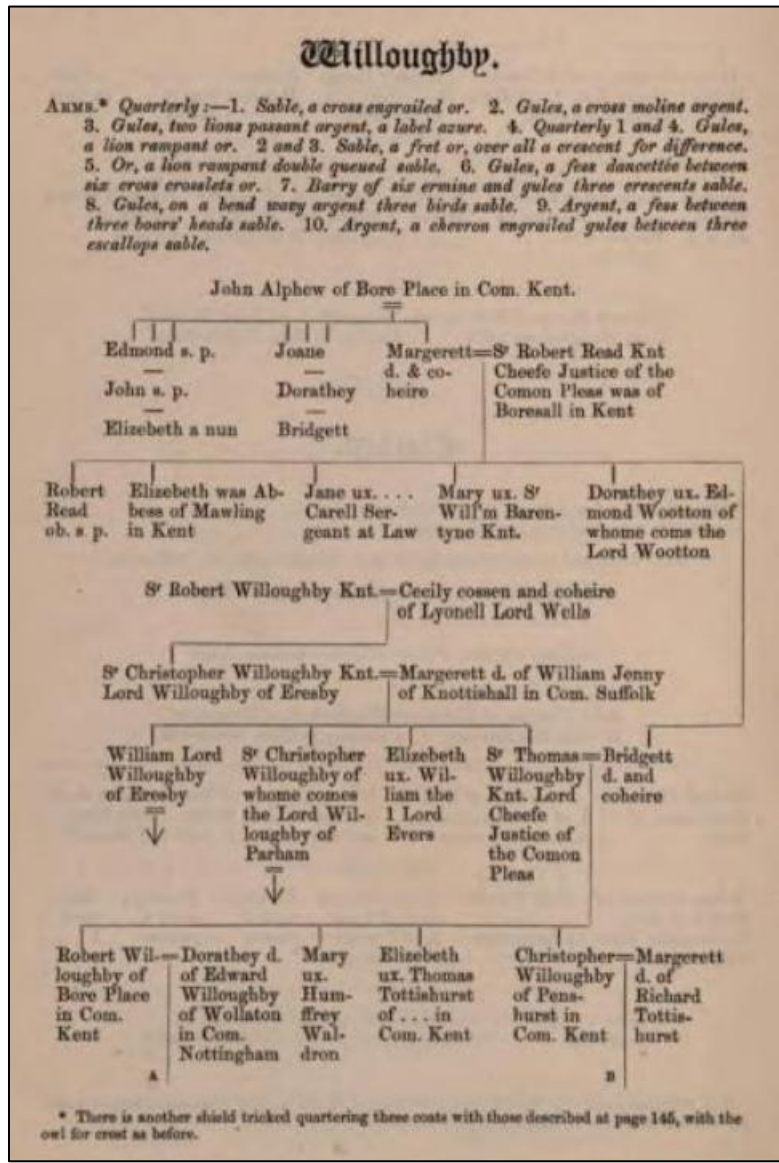 Willoughby.
ARMS.* Quarterly:—1. Sable, a cross engrailed or. 2. Gules, a cross moline argent.
3. Gules, two lions passant argent, a label azure. 4. Quarterly 1 and 4. Gules,
a lion rampant or. 2 and 3. Sable, a fret or, over all a crescent for difference.
5. Or, a lion rampant double queued sable. 6. Gules, a fess dancettée between
six cross crosslets or. 7. Barry of six ermine and gules three crescents sable.
8. Gules, on a bend wavy argent three birds sable. 9. Argent, a fess between
three boars' heads sable. 10. Argent, a chevron engrailed gules between three
escallops sable.
John Alphew of Bore Place in Com. Kent.
Edmond s. p.
—
John s. p.
—
Elizebeth a nun
Joane
—
Dorathey
—
Bridgett
Margerett=
d. & co-
heire
Sr Robert Read Knt
Cheefe Justice of the
Comon Pleas was of
Boresall in Kent
Robert
Read
ob. s. p.
Elizebeth was Ab-
bess of Mawling
in Kent
Jane ux. . . .
Carell Ser-
geant at Law
Mary ux. Sr
Will'm Baren-
tyne Knt.
Dorathey ux. Ed-
mond Wootton of
whome coms the
Lord Wootton
Sr Robert Willoughby Knt.=Cecily cossen and coheire
of Lyonell Lord Wells
Sr Christopher Willoughby Knt.=
Lord Willoughby of Eresby
Margerett d. of William Jenny
of Knottishall in Com. Suffolk
William Lord
Willoughby
of Eresby
Sr Christopher
Willoughby of
whome comes
the Lord Wil-
loughby of
Parham
Elizebeth
ux. Wil-
liam the
1 Lord
Evers
Sr Thomas=
Willoughby
Knt. Lord
Cheefe
Justice of
the Comon
Pleas
Bridgett
d. and
coheire
Robert Wil-=
loughby of
Bore Place
in Com.
Kent
A
Dorathey d.
of Edward
Willoughby
of Wollaton
in Com.
Nottingham
Mary
ux.
Hum-
ffrey
Wal-
dron
Elizebeth
ux. Thomas
Tottishurst
of . . . in
Com. Kent
Christopher=
Willoughby
of Pens-
hurst in
Com. Kent
B
Margerett
d. of
Richard
Tottis-
hurst
* There is another shield tricked quartering these coats with those described at page 145, with the
owl for crest as before.